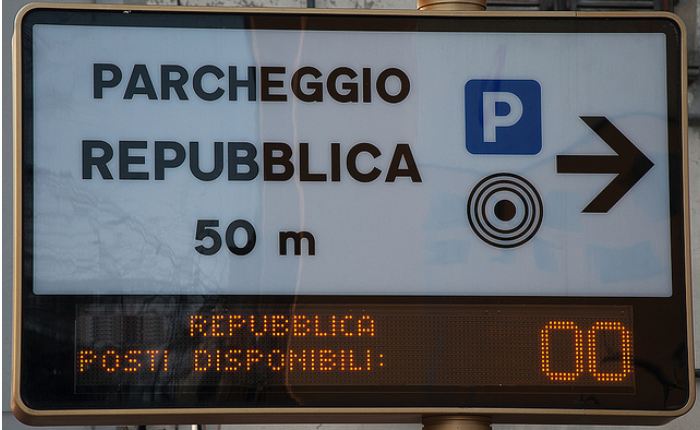 PARCHEGGIO
REPUBBLICA
50 m
P
REPUBBLICA
POSTI DISPONIBILI: 00